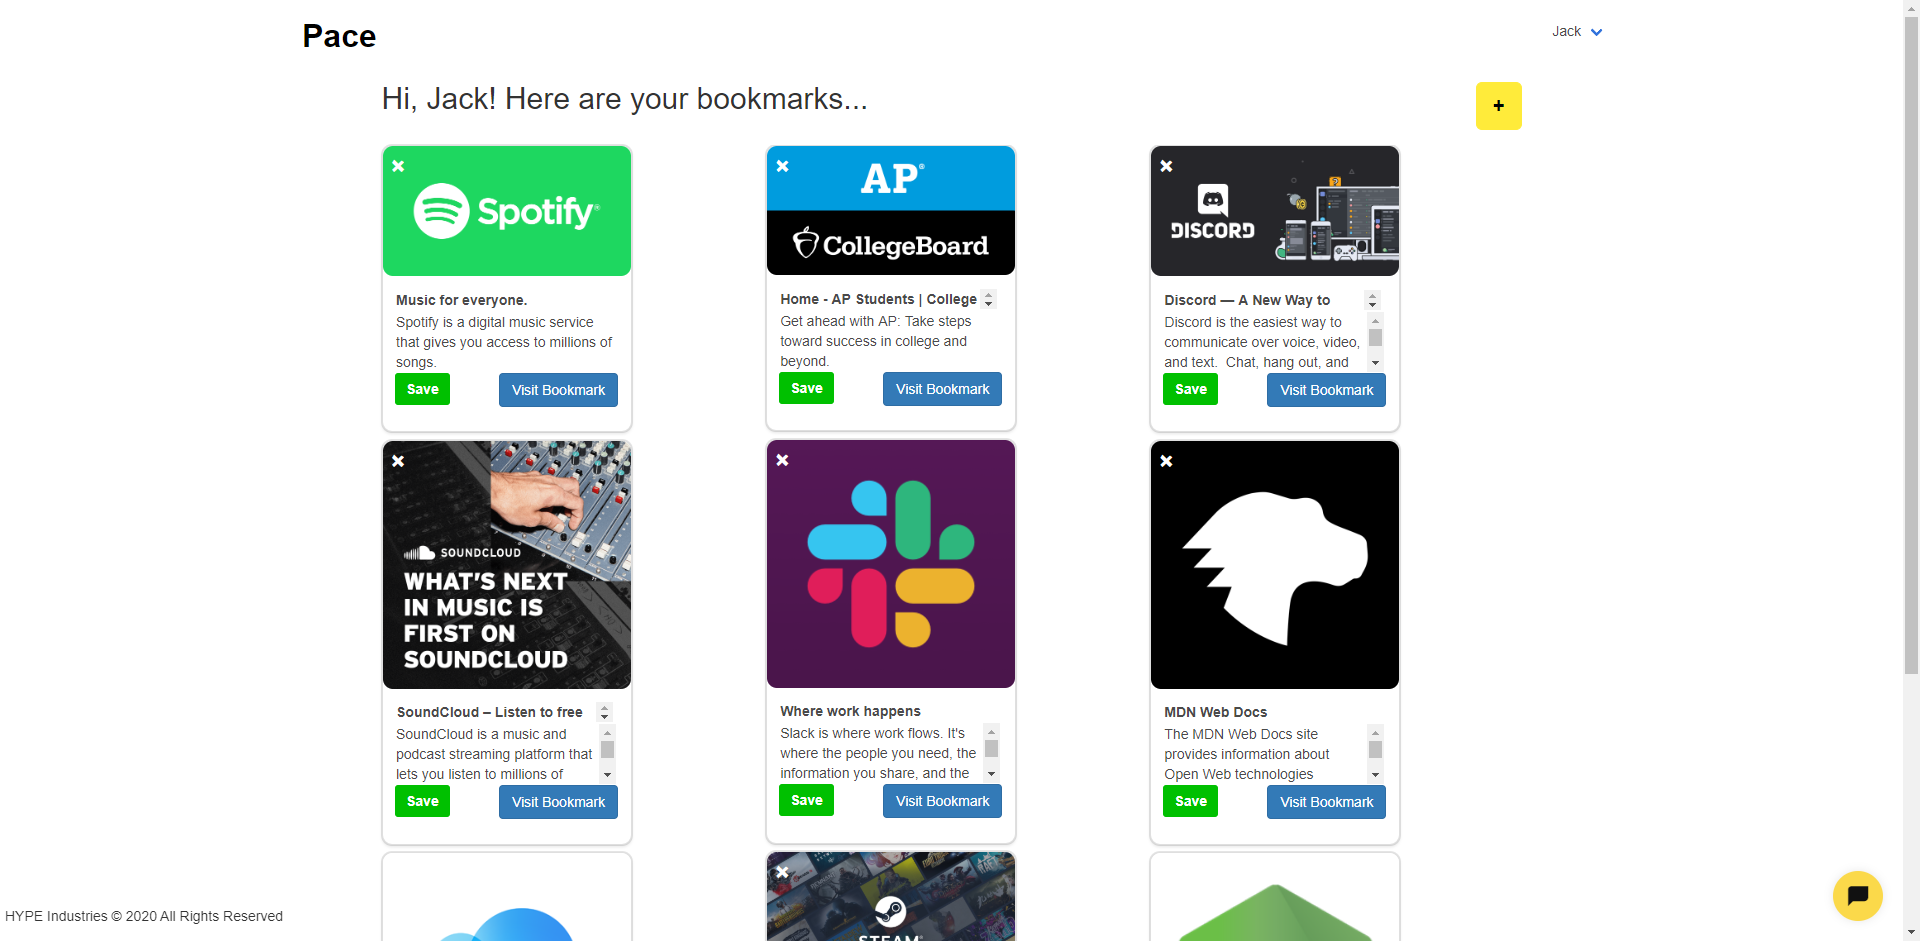 Pace
Jack
Hi, Jack! Here are your bookmarks...
+
Spotify®
AP®
CollegeBoard
DISCORD
Music for everyone.
Spotify is a digital music service
that gives you access to millions of
songs.
Save
Visit Bookmark
Home - AP Students | College
Get ahead with AP: Take steps
toward success in college and
beyond.
Save
Visit Bookmark
Discord — A New Way to
Discord is the easiest way to
communicate over voice, video,
and text.  Chat, hang out, and
Save
Visit Bookmark
SOUNDCLOUD
WHAT'S NEXT
IN MUSIC IS
FIRST ON
SOUNDCLOUD
SoundCloud – Listen to free
SoundCloud is a music and
podcast streaming platform that
lets you listen to millions of
Save
Visit Bookmark
Where work happens
Slack is where work flows. It's
where the people you need, the
information you share, and the
Save
Visit Bookmark
MDN Web Docs
The MDN Web Docs site
provides information about
Open Web technologies
Save
Visit Bookmark
STEAM®
HYPE Industries © 2020 All Rights Reserved